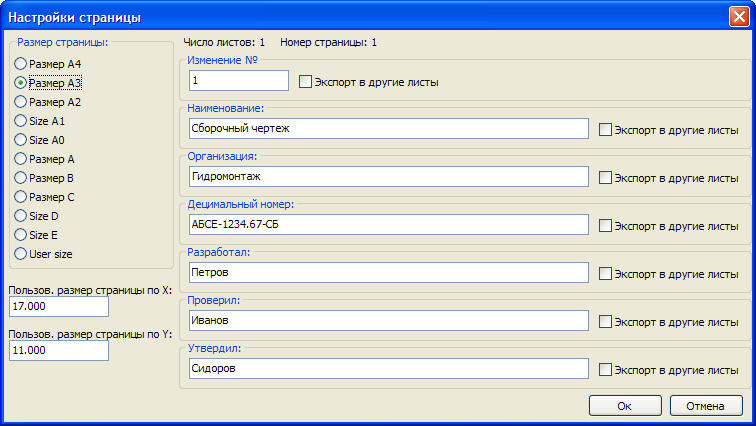 Настройки страницы
Размер страницы:
Размер A4
Размер A3
Размер A2
Size A1
Size A0
Размер A
Размер B
Размер C
Size D
Size E
User size
Пользов. размер страницы по X:
17.000
Пользов. размер страницы по Y:
11.000
Число листов: 1 Номер страницы: 1
Изменение №
1 Экспорт в другие листы
Наименование:
Сборочный чертеж Экспорт в другие листы
Организация:
Гидромонтаж Экспорт в другие листы
Децимальный номер:
АБСЕ-1234.67-СБ Экспорт в другие листы
Разработал:
Петров Экспорт в другие листы
Проверил:
Иванов Экспорт в другие листы
Утвердил:
Сидоров Экспорт в другие листы
Ок Отмена